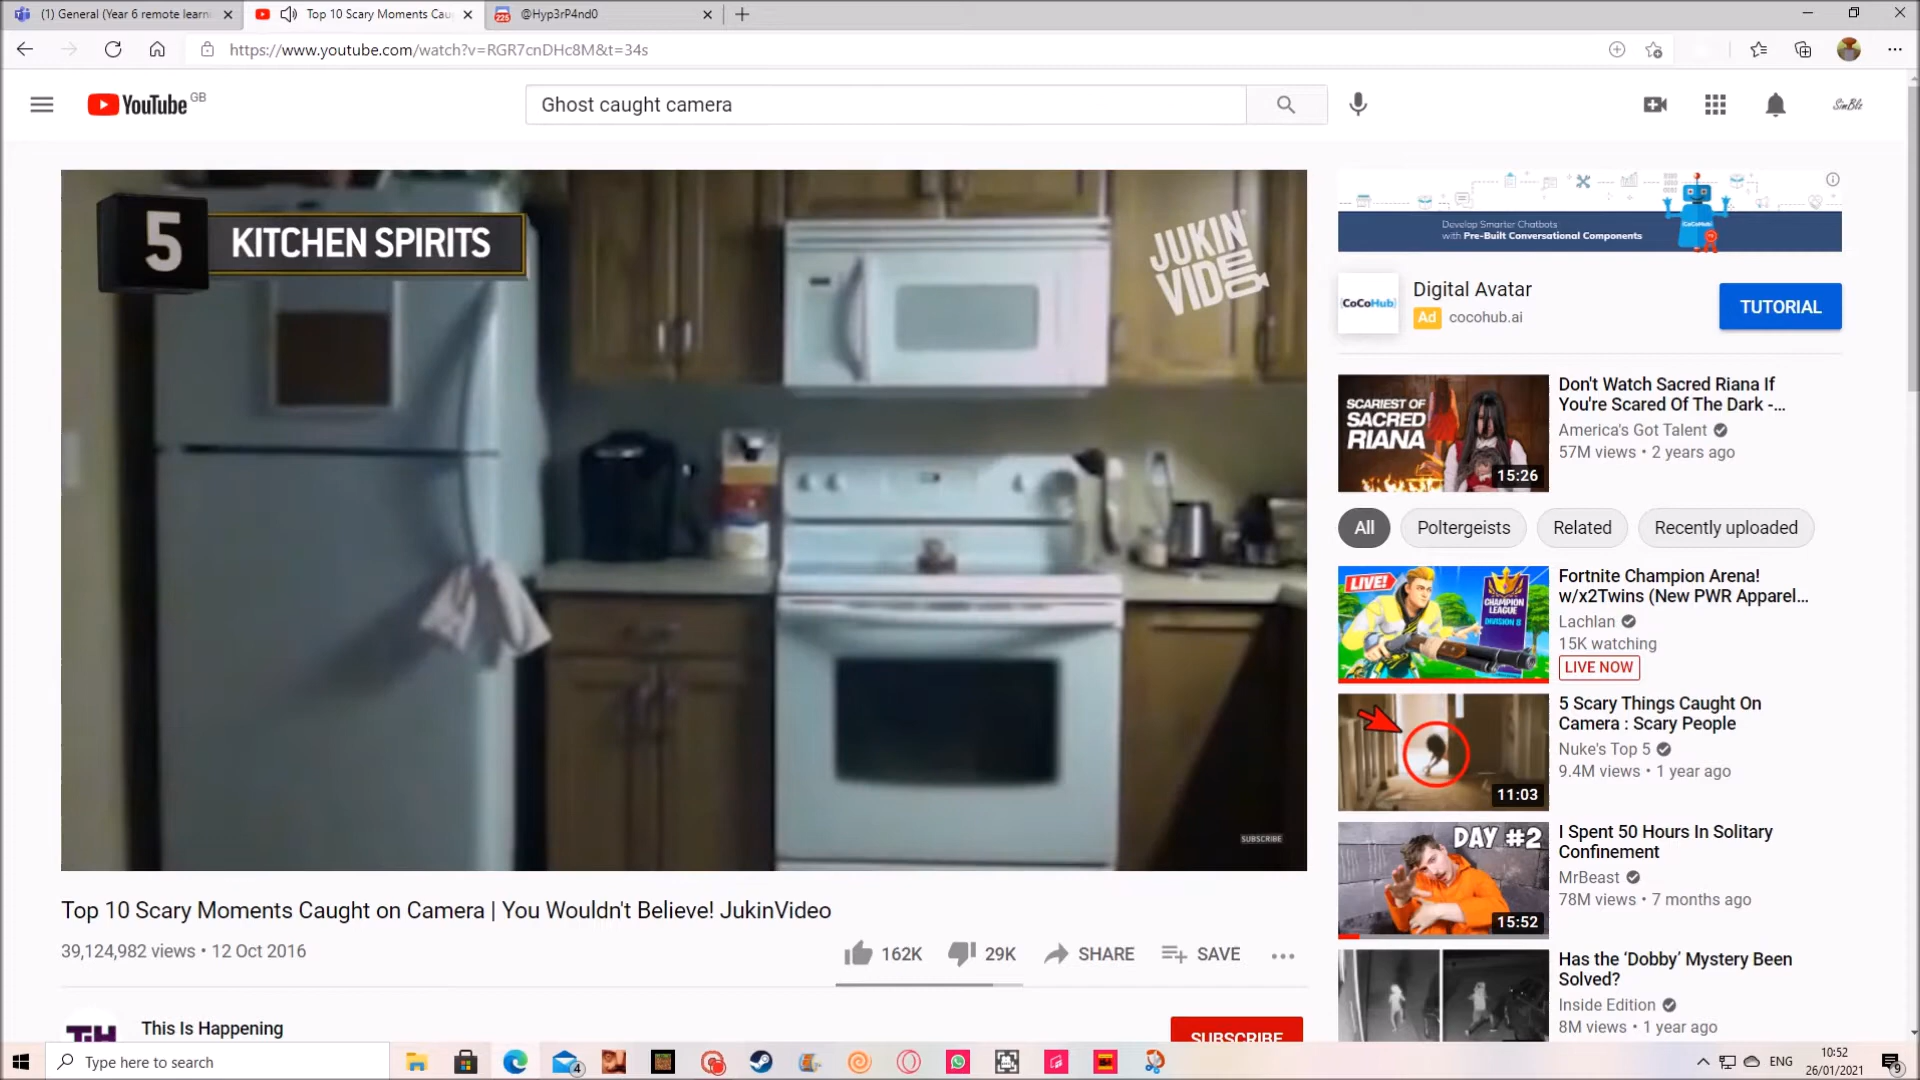 (1) General (Year 6 remote learni
Top 10 Scary Moments Cau
@Hyp3rP4nd0
https://www.youtube.com/watch?v=RGR7cnDHc8M&t=34s
YouTube GB
Ghost caught camera
SimBlz
5
KITCHEN SPIRITS
JUKIN
VIDEO
SUBSCRIBE
Top 10 Scary Moments Caught on Camera | You Wouldn't Believe! JukinVideo
39,124,982 views • 12 Oct 2016
162K
29K
SHARE
SAVE
This Is Happening
SUBSCRIBE
Develop Smarter Chatbots
with Pre-Built Conversational Components
CoCoHub
(CoCoHub)
Digital Avatar
Ad cocohub.ai
TUTORIAL
SCARIEST OF
SACRED
RIANA
15:26
Don't Watch Sacred Riana If
You're Scared Of The Dark -...
America's Got Talent
57M views • 2 years ago
All
Poltergeists
Related
Recently uploaded
LIVE!
CHAMPION
LEAGUE
DIVISION 8
Fortnite Champion Arena!
w/x2Twins (New PWR Apparel...
Lachlan
15K watching
LIVE NOW
11:03
5 Scary Things Caught On
Camera : Scary People
Nuke's Top 5
9.4M views • 1 year ago
DAY #2
15:52
I Spent 50 Hours In Solitary
Confinement
MrBeast
78M views • 7 months ago
Has the ‘Dobby’ Mystery Been
Solved?
Inside Edition
8M views • 1 year ago
Type here to search
4
ENG
10:52
26/01/2021
9